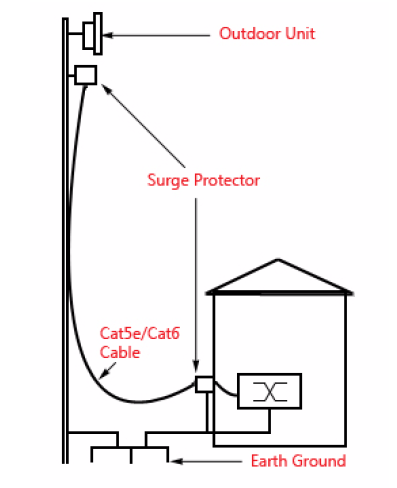 Outdoor Unit
Surge Protector
Cat5e/Cat6
Cable
Earth Ground